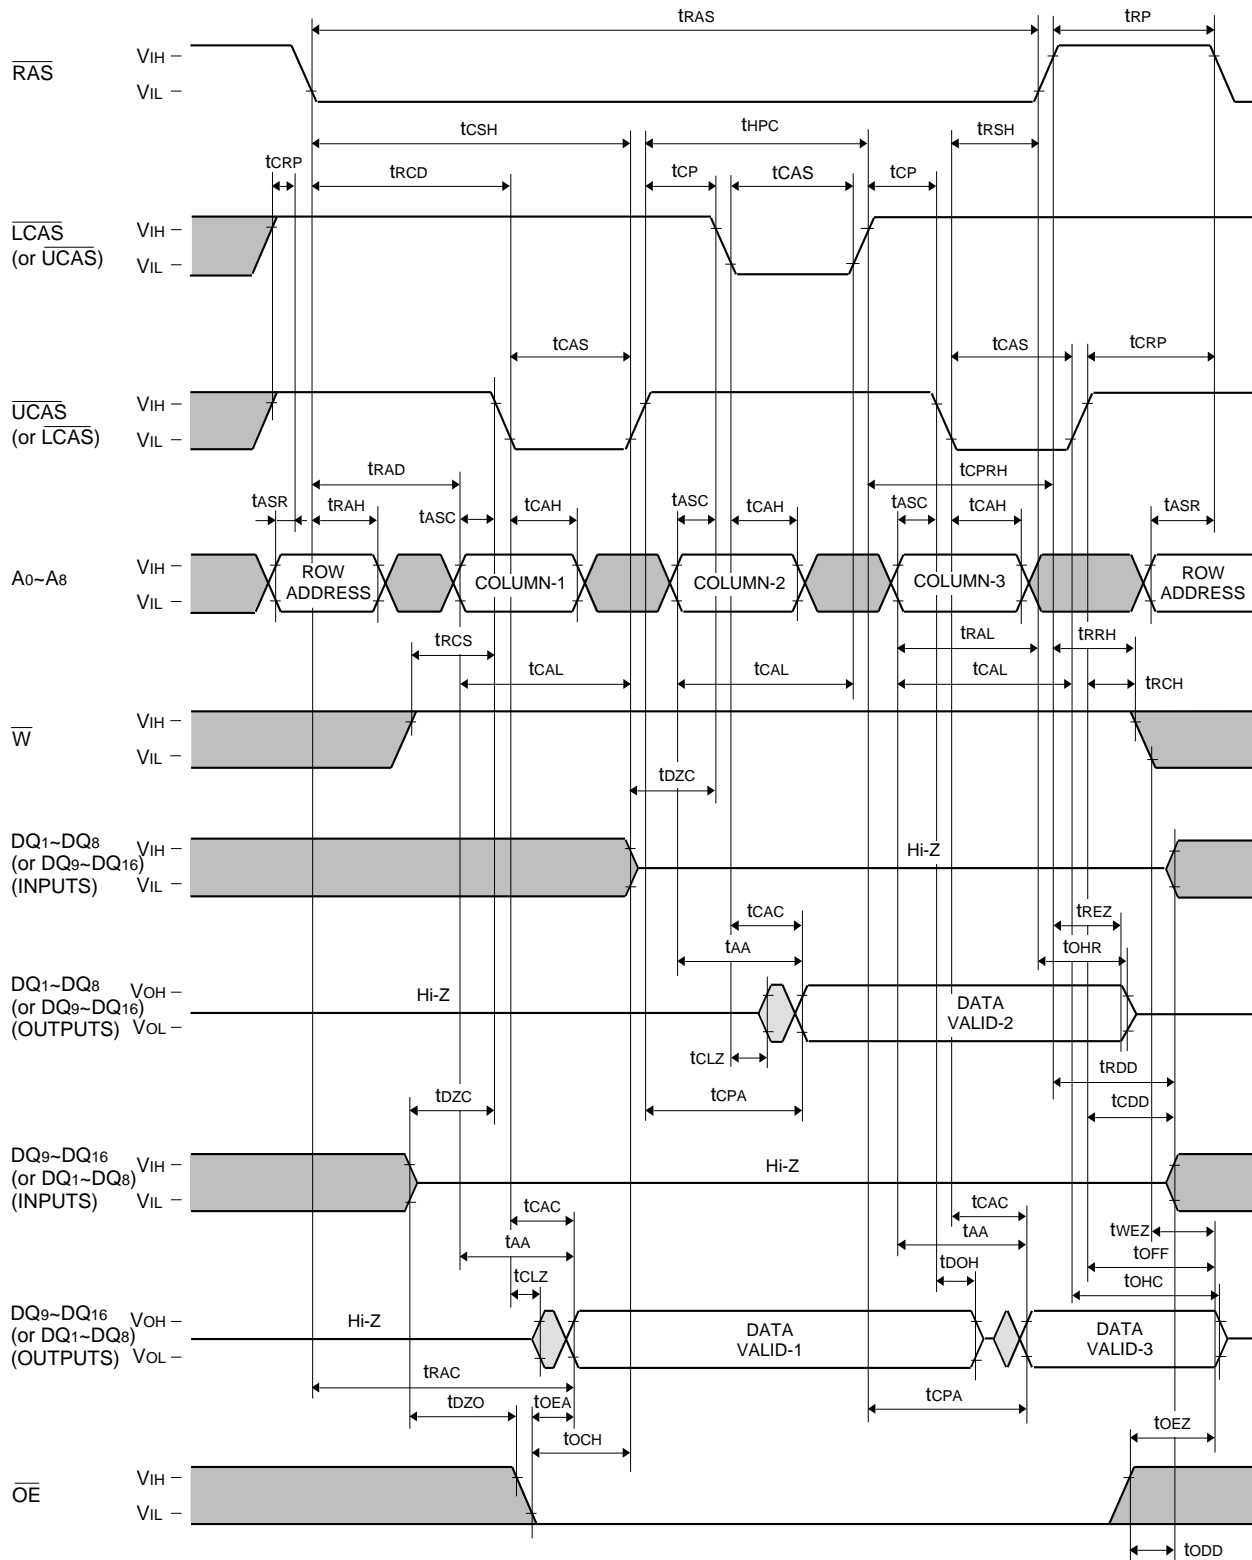 tRAS
tRP
RAS
VIH
VIL
tCSH
tHPC
tRSH
tCRP
tRCD
tCP
tCAS
tCP
LCAS
(or UCAS)
VIH
VIL
tCAS
tCAS
tCRP
UCAS
(or LCAS)
VIH
VIL
tRAD
tCPRH
tASR
tRAH
tASC
tCAH
tASC
tCAH
tASC
tCAH
tASR
A0~A8
VIH
VIL
ROW
ADDRESS
COLUMN-1
COLUMN-2
COLUMN-3
ROW
ADDRESS
tRCS
tRAL
tRRH
tCAL
tCAL
tCAL
tRCH
W
VIH
VIL
tDZC
DQ1~DQ8
(or DQ9~DQ16)
(INPUTS)
VIH
VIL
Hi-Z
tCAC
tREZ
tAA
tOHR
DQ1~DQ8
(or DQ9~DQ16)
(OUTPUTS)
VOH
VOL
Hi-Z
DATA
VALID-2
tCLZ
tRDD
tDZC
tCPA
tCDD
DQ9~DQ16
(or DQ1~DQ8)
(INPUTS)
VIH
VIL
Hi-Z
tCAC
tCAC
tWEZ
tAA
tAA
tOFF
tCLZ
tDOH
tOHC
DQ9~DQ16
(or DQ1~DQ8)
(OUTPUTS)
VOH
VOL
Hi-Z
DATA
VALID-1
DATA
VALID-3
tRAC
tCPA
tDZO
tOEA
tOCH
tOEZ
OE
VIH
VIL
tODD